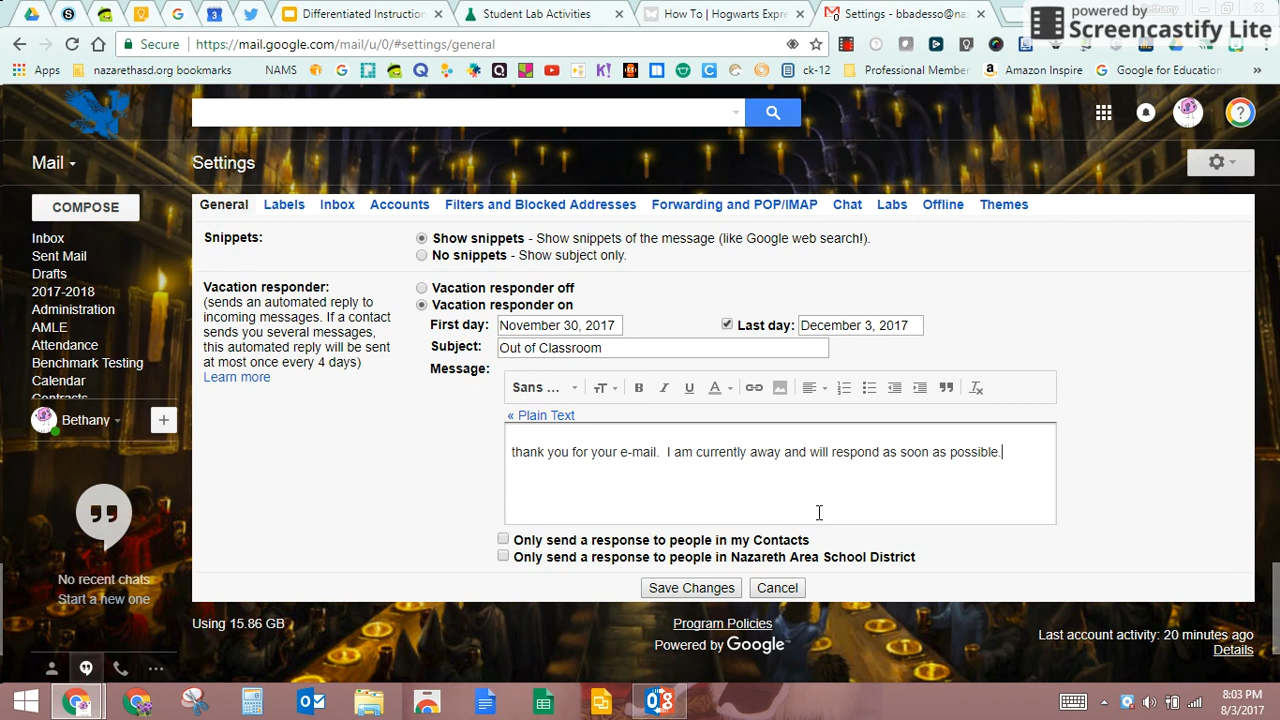 Differentiated Instruction
Student Lab Activities
How To | Hogwarts Expr
Settings - bbadesso@na
powered by
Screencastify Lite
Secure
https://mail.google.com/mail/u/0/#settings/general
Apps
nazarethasd.org bookmarks
NAMS
ck-12
Professional Member
Amazon Inspire
Google for Education
Mail
Settings
COMPOSE
General
Labels
Inbox
Accounts
Filters and Blocked Addresses
Forwarding and POP/IMAP
Chat
Labs
Offline
Themes
Inbox
Sent Mail
Drafts
2017-2018
Administration
AMLE
Attendance
Benchmark Testing
Calendar
Contracts
Bethany
No recent chats
Start a new one
Snippets:
Show snippets - Show snippets of the message (like Google web search!).
No snippets - Show subject only.
Vacation responder:
(sends an automated reply to
incoming messages. If a contact
sends you several messages,
this automated reply will be sent
at most once every 4 days)
Learn more
Vacation responder off
Vacation responder on
First day: November 30, 2017
Last day: December 3, 2017
Subject: Out of Classroom
Message:
Sans ...
« Plain Text
thank you for your e-mail.  I am currently away and will respond as soon as possible.
Only send a response to people in my Contacts
Only send a response to people in Nazareth Area School District
Save Changes
Cancel
Using 15.86 GB
Program Policies
Powered by Google™
Last account activity: 20 minutes ago
Details
8:03 PM
8/3/2017